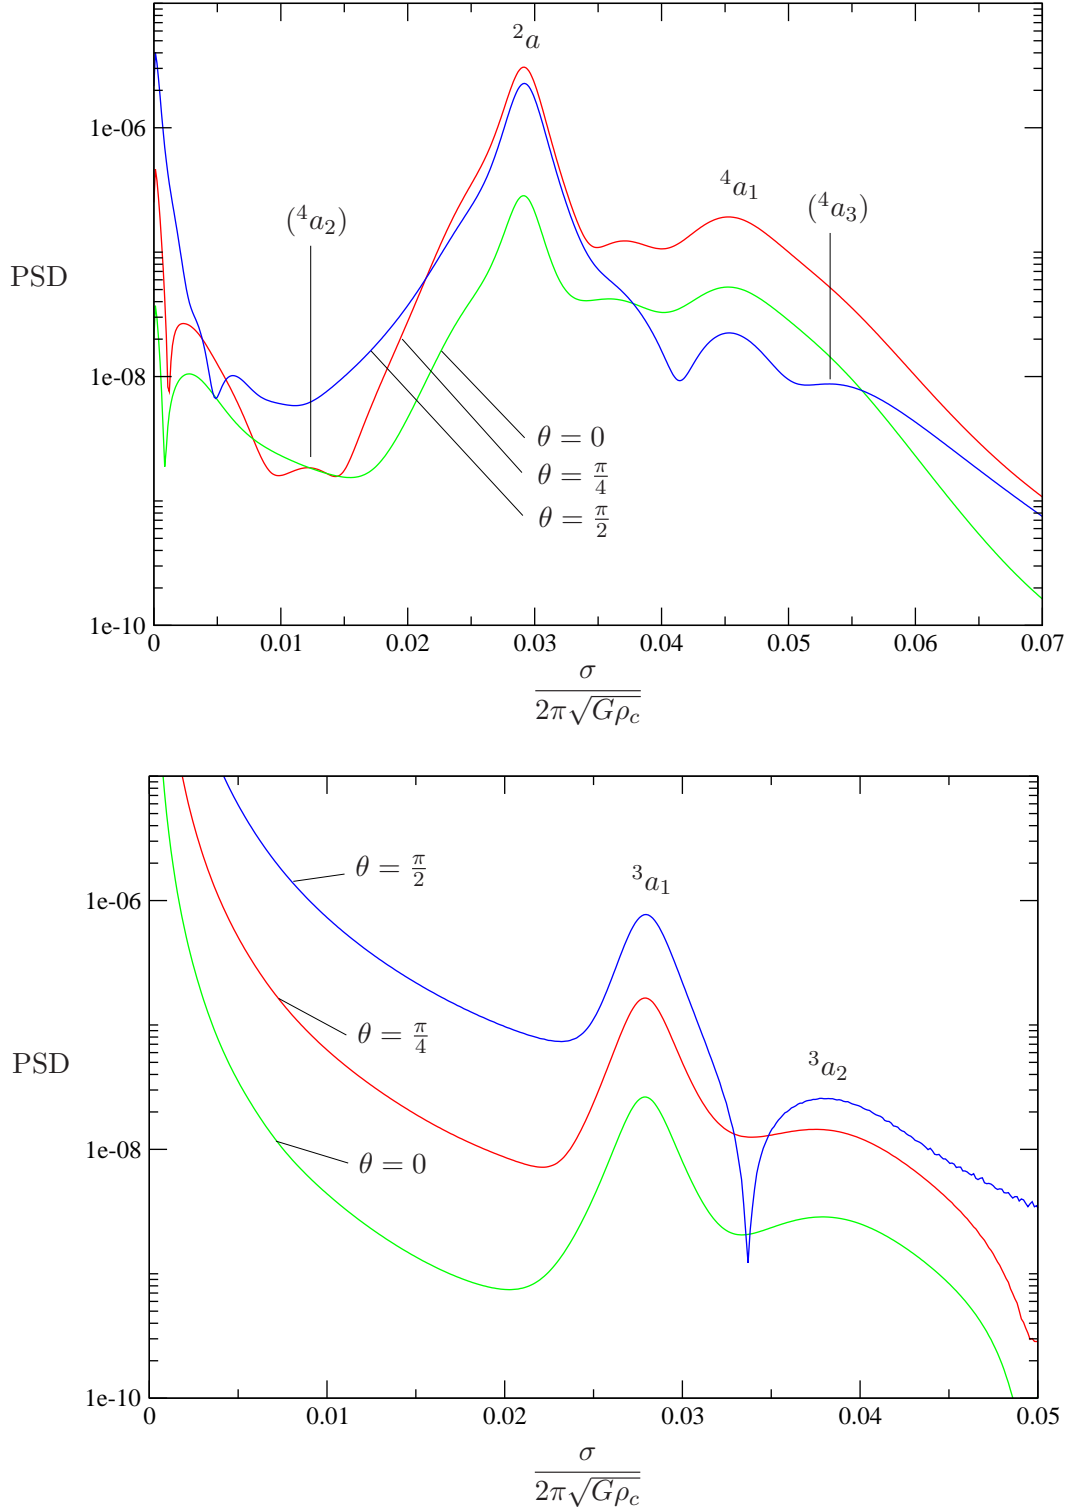 ²a
1e-06
⁴a₁
(⁴a₂)
(⁴a₃)
PSD
1e-08
θ = 0
θ = π/4
θ = π/2
1e-10
0 0.01 0.02 0.03 0.04 0.05 0.06 0.07
σ
2π√Gρ_c
θ = π/2
³a₁
1e-06
θ = π/4
PSD
³a₂
1e-08
θ = 0
1e-10
0 0.01 0.02 0.03 0.04 0.05
σ
2π√Gρ_c